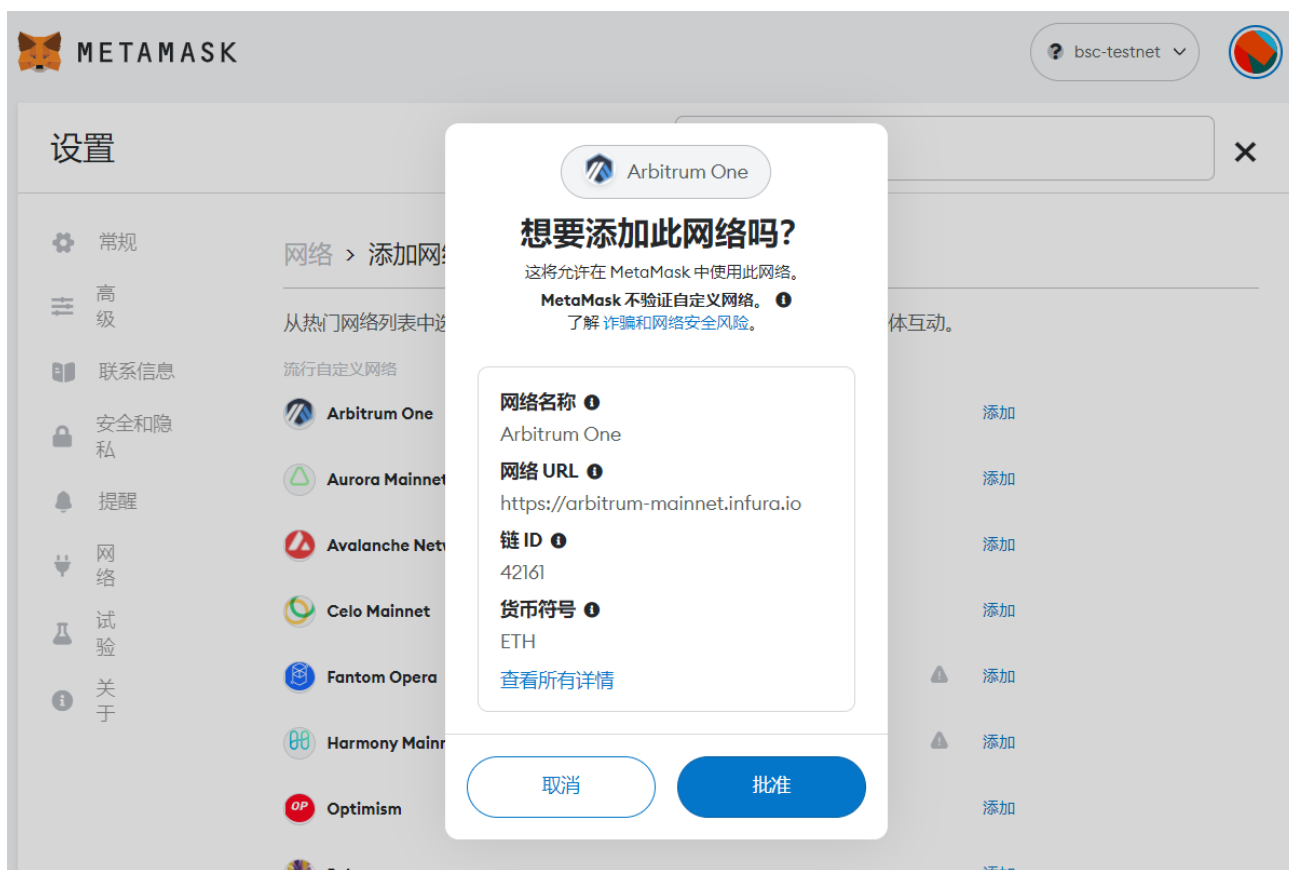 METAMASK
bsc-testnet
设置
常规
高
级
联系信息
安全和隐
私
提醒
网
络
试
验
关
于
网络 > 添加网
从热门网络列表中
体互动。
流行自定义网络
Arbitrum One
添加
Aurora Mainnet
添加
Avalanche Net
添加
Celo Mainnet
添加
Fantom Opera
添加
Harmony Main
添加
OP
Optimism
添加
Arbitrum One
想要添加此网络吗?
这将允许在 MetaMask 中使用此网络。
MetaMask 不验证自定义网络。
了解 诈骗和网络安全风险。
网络名称
Arbitrum One
网络 URL
https://arbitrum-mainnet.infura.io
链 ID
42161
货币符号
ETH
查看所有详情
取消
批准